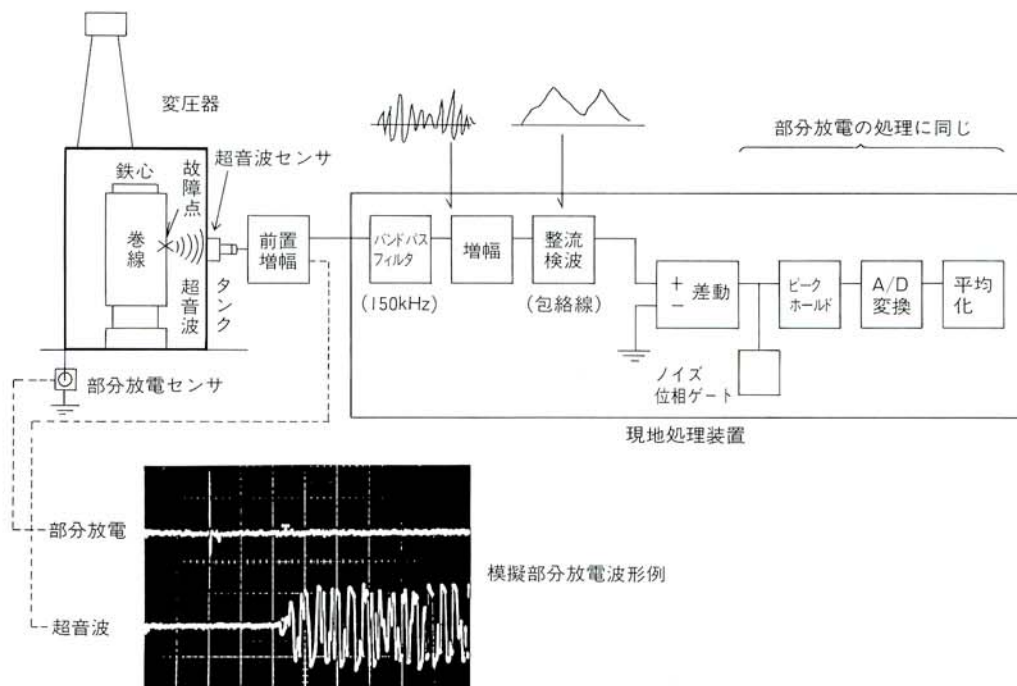 変圧器
部分放電の処理に同じ
鉄心
故障点
超音波センサ
巻線
超音波
タンク
前置
増幅
バンドパス
フィルタ
(150kHz)
増幅
整流
検波
(包絡線)
+
−
差動
ピーク
ホールド
A/D
変換
平均
化
ノイズ
位相ゲート
部分放電センサ
現地処理装置
部分放電
模擬部分放電波形例
超音波